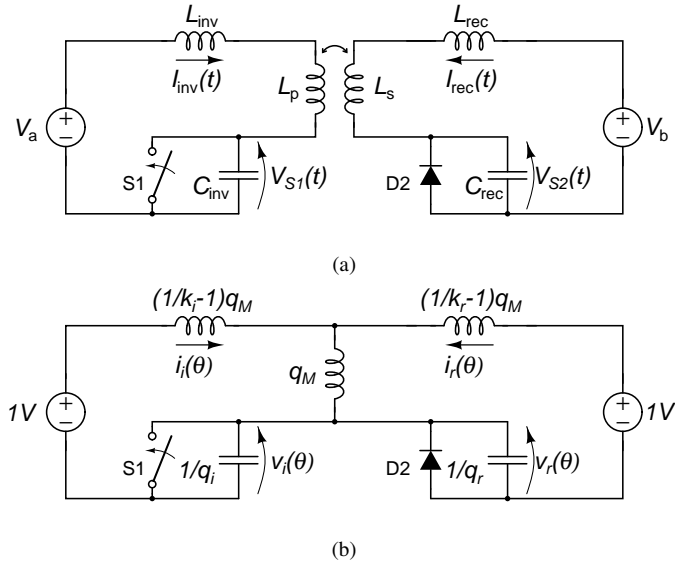 L_inv
L_rec
I_inv(t)
I_rec(t)
L_p
L_s
V_a
V_b
S1
C_inv
V_S1(t)
D2
C_rec
V_S2(t)
(a)
(1/k_i-1)q_M
(1/k_r-1)q_M
i_i(θ)
i_r(θ)
q_M
1V
1V
S1
1/q_i
v_i(θ)
D2
1/q_r
v_r(θ)
(b)